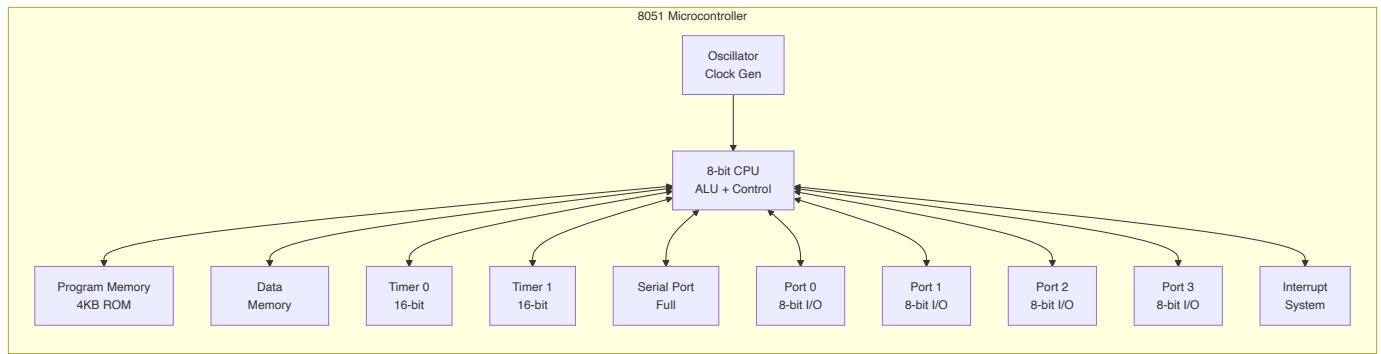 8051 Microcontroller
Oscillator
Clock Gen
8-bit CPU
ALU + Control
Program Memory
4KB ROM
Data
Memory
Timer 0
16-bit
Timer 1
16-bit
Serial Port
Full
Port 0
8-bit I/O
Port 1
8-bit I/O
Port 2
8-bit I/O
Port 3
8-bit I/O
Interrupt
System